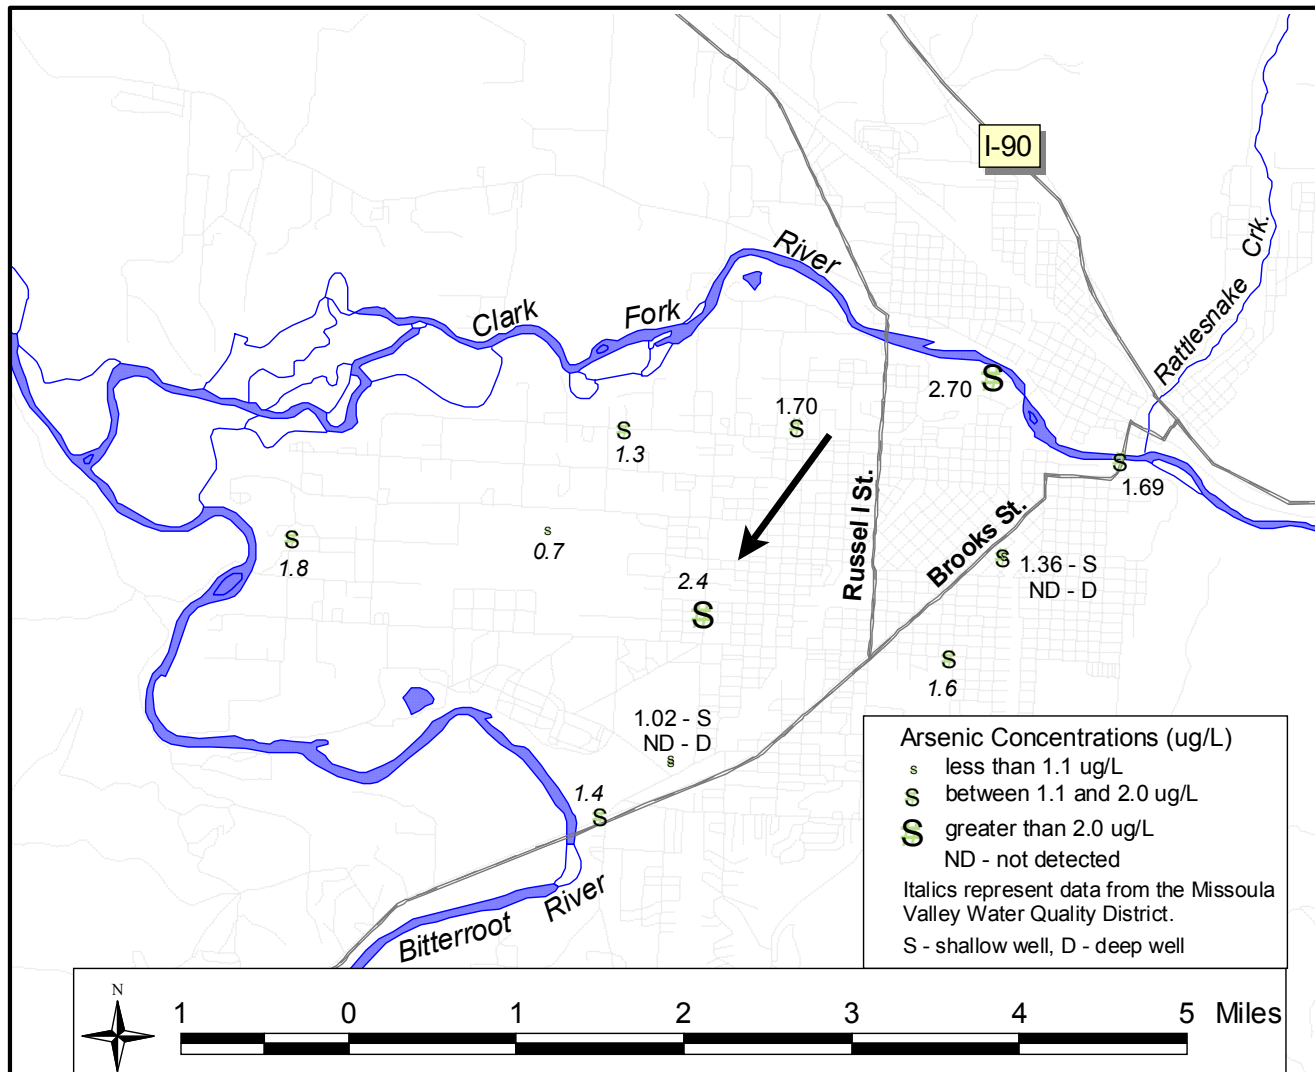 I-90
Rattlesnake Crk.
River
Clark
Fork
2.70
1.70
1.3
1.69
Russel l St.
Brooks St.
0.7
1.8
1.36 - S
ND - D
2.4
1.6
1.02 - S
ND - D
1.4
Bitterroot
River
S
S
S
S
S
s
S
S
S
S
s
S
Arsenic Concentrations (ug/L)
s less than 1.1 ug/L
S between 1.1 and 2.0 ug/L
S greater than 2.0 ug/L
ND - not detected
Italics represent data from the Missoula
Valley Water Quality District.
S - shallow well, D - deep well
N
1 0 1 2 3 4 5 Miles